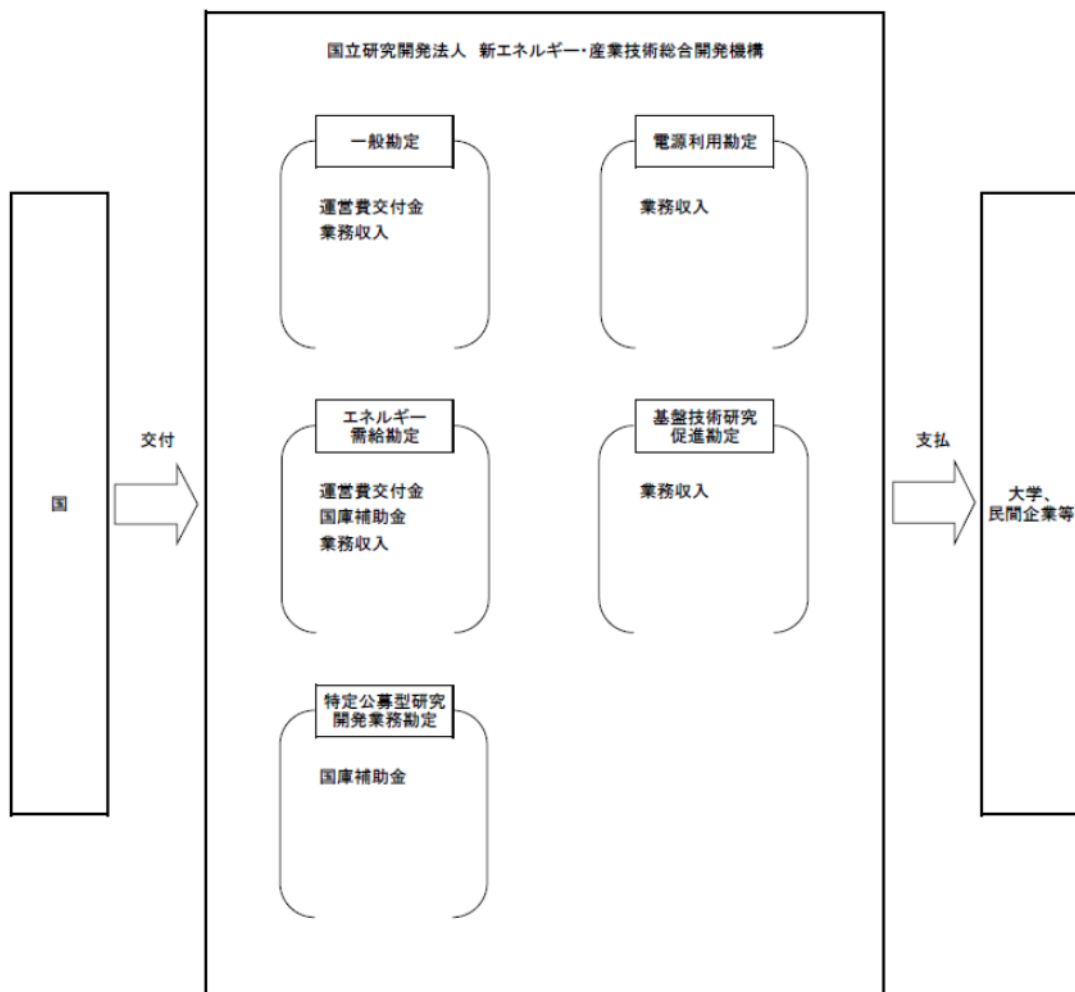 国立研究開発法人 新エネルギー・産業技術総合開発機構
一般勘定
運営費交付金
業務収入
電源利用勘定
業務収入
国
交付
エネルギー
需給勘定
運営費交付金
国庫補助金
業務収入
基盤技術研究
促進勘定
業務収入
支払
大学、
民間企業等
特定公募型研究
開発業務勘定
国庫補助金